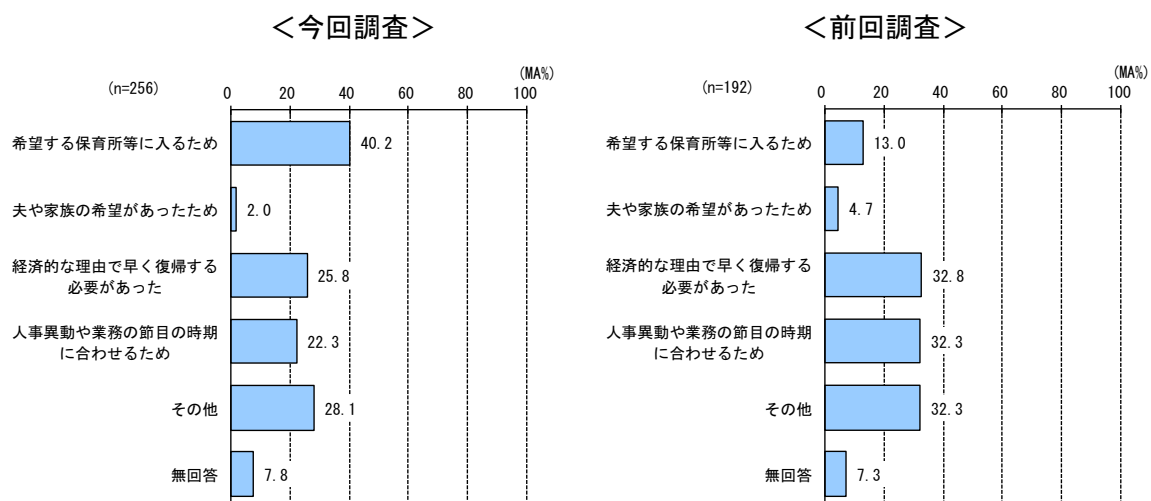 ＜今回調査＞
(n=256)
(MA%)
0 20 40 60 80 100
希望する保育所等に入るため 40.2
夫や家族の希望があったため 2.0
経済的な理由で早く復帰する
必要があった 25.8
人事異動や業務の節目の時期
に合わせるため 22.3
その他 28.1
無回答 7.8
＜前回調査＞
(n=192)
(MA%)
0 20 40 60 80 100
希望する保育所等に入るため 13.0
夫や家族の希望があったため 4.7
経済的な理由で早く復帰する
必要があった 32.8
人事異動や業務の節目の時期
に合わせるため 32.3
その他 32.3
無回答 7.3